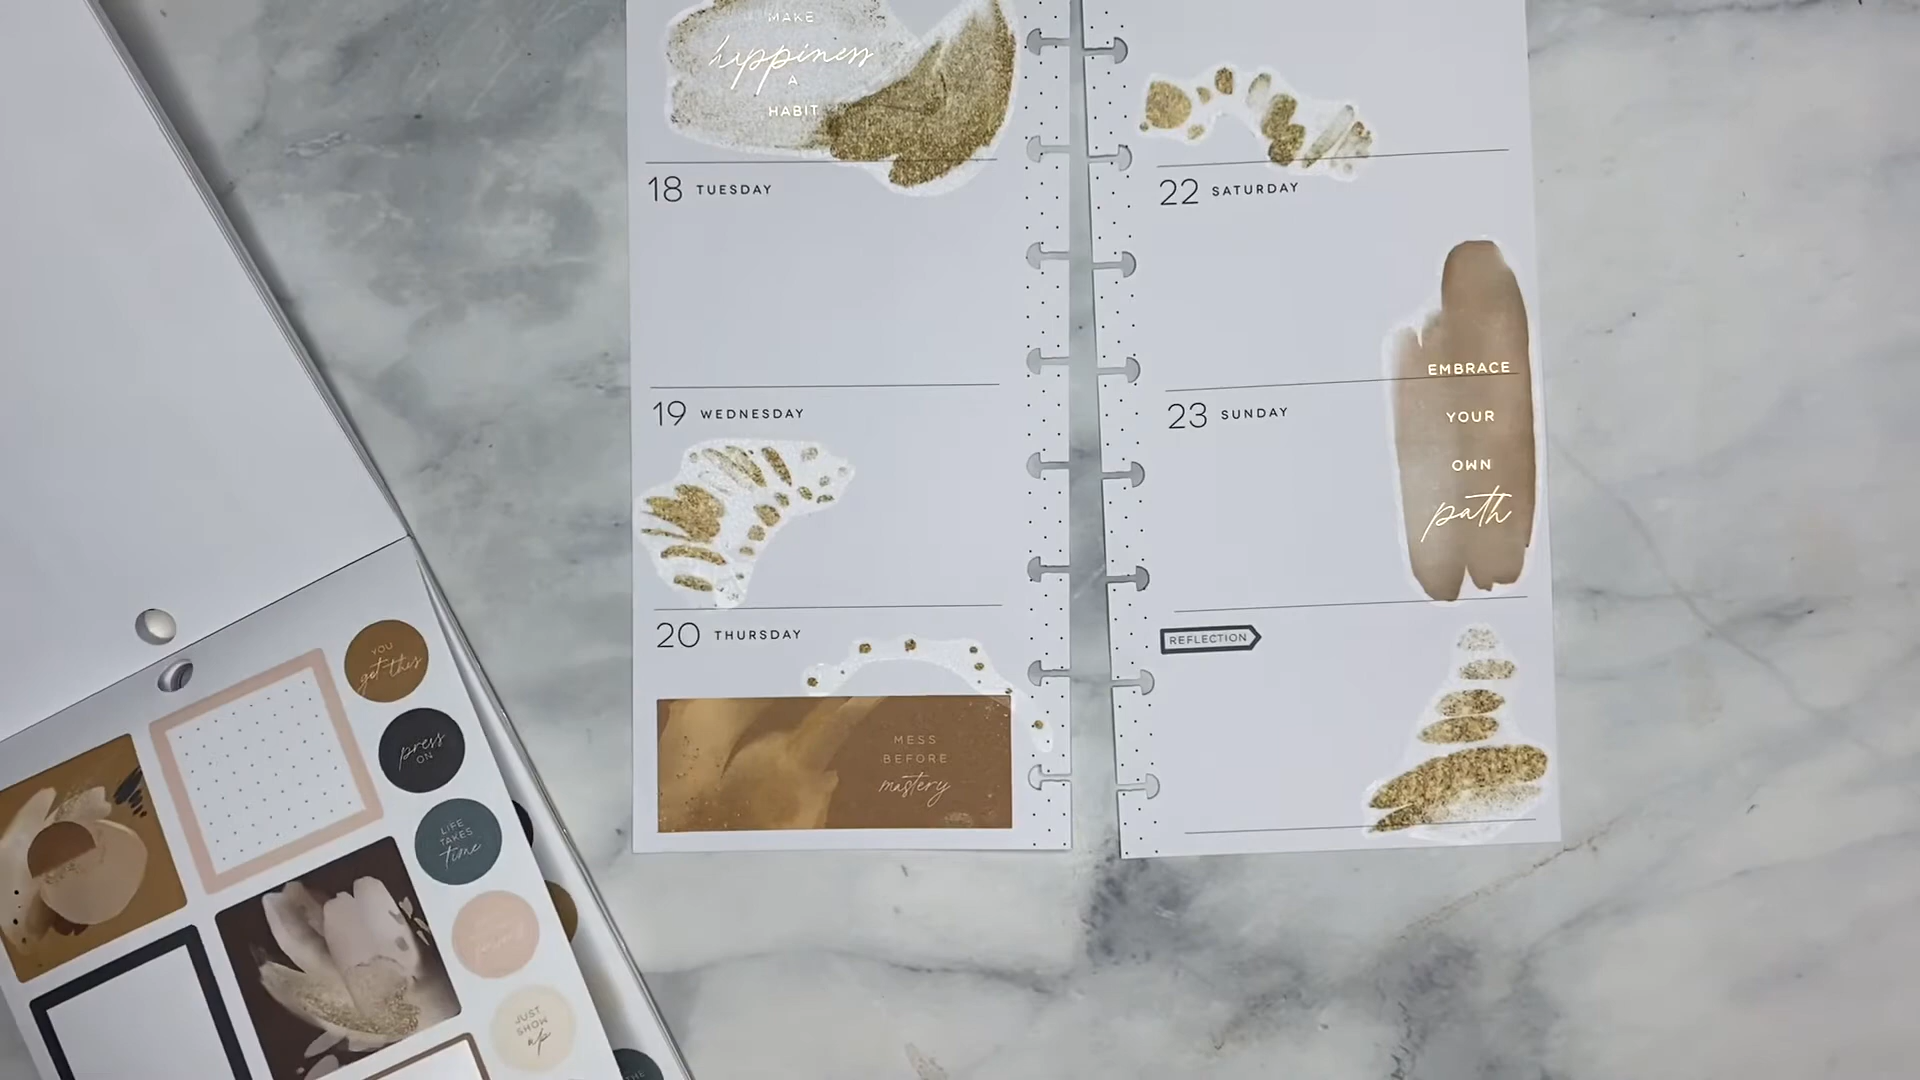 MAKE
happiness
A
HABIT
18 TUESDAY
19 WEDNESDAY
20 THURSDAY
MESS
BEFORE
mastery
22 SATURDAY
EMBRACE
23 SUNDAY
YOUR
OWN
path
REFLECTION
YOU
get this
press
ON
LIFE
TAKES
time
JUST
SHOW
up
THE